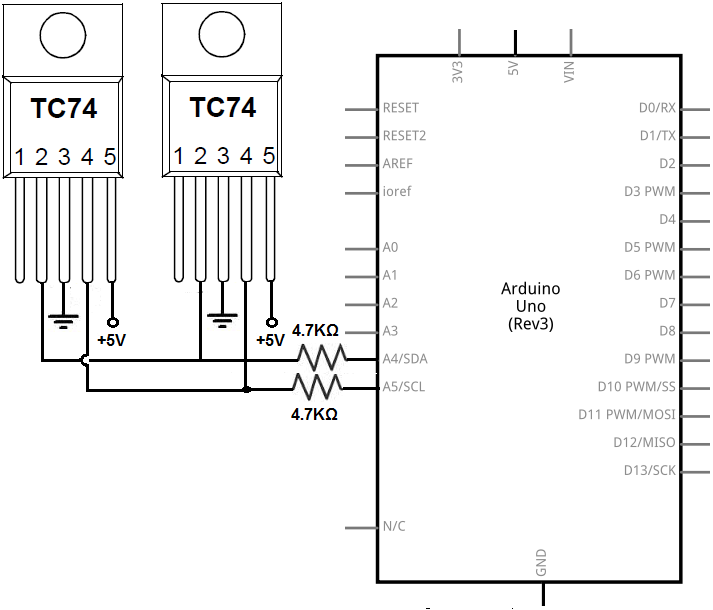 TC74
1 2 3 4 5
+5V
TC74
1 2 3 4 5
+5V
4.7KΩ
4.7KΩ
3V3
5V
VIN
RESET
RESET2
AREF
ioref
A0
A1
A2
A3
A4/SDA
A5/SCL
N/C
Arduino
Uno
(Rev3)
D0/RX
D1/TX
D2
D3 PWM
D4
D5 PWM
D6 PWM
D7
D8
D9 PWM
D10 PWM/SS
D11 PWM/MOSI
D12/MISO
D13/SCK
GND